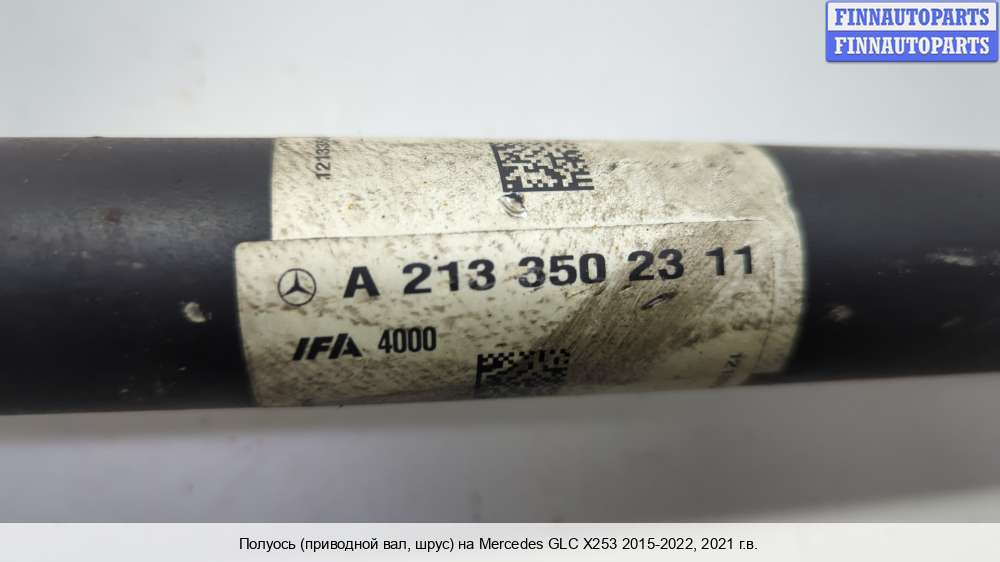 FINNAUTOPARTS
FINNAUTOPARTS
A 213 350 23 11
IFA 4000
Полуось (приводной вал, шрус) на Mercedes GLC X253 2015-2022, 2021 г.в.